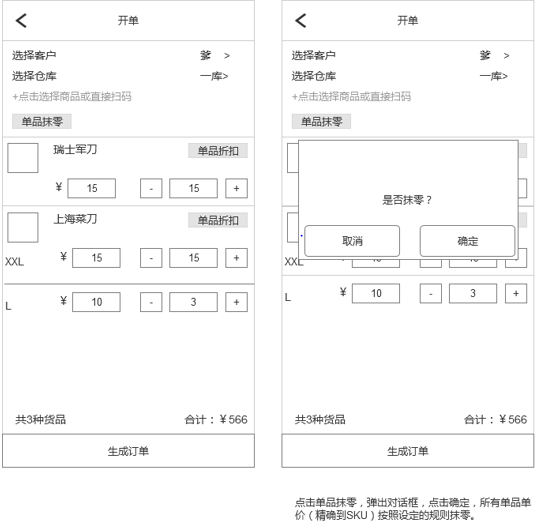 开单
选择客户 爹 >
选择仓库 一库>
+点击选择商品或直接扫码
单品抹零
瑞士军刀 单品折扣
¥ 15 - 15 +
上海菜刀 单品折扣
XXL ¥ 15 - 15 +
L ¥ 10 - 3 +
共3种货品 合计：¥566
生成订单
开单
选择客户 爹 >
选择仓库 一库>
+点击选择商品或直接扫码
单品抹零
是否抹零？
取消 确定
XXL
L ¥ 10 - 3 +
共3种货品 合计：¥566
生成订单
点击单品抹零，弹出对话框，点击确定，所有单品单
价（精确到SKU）按照设定的规则抹零。